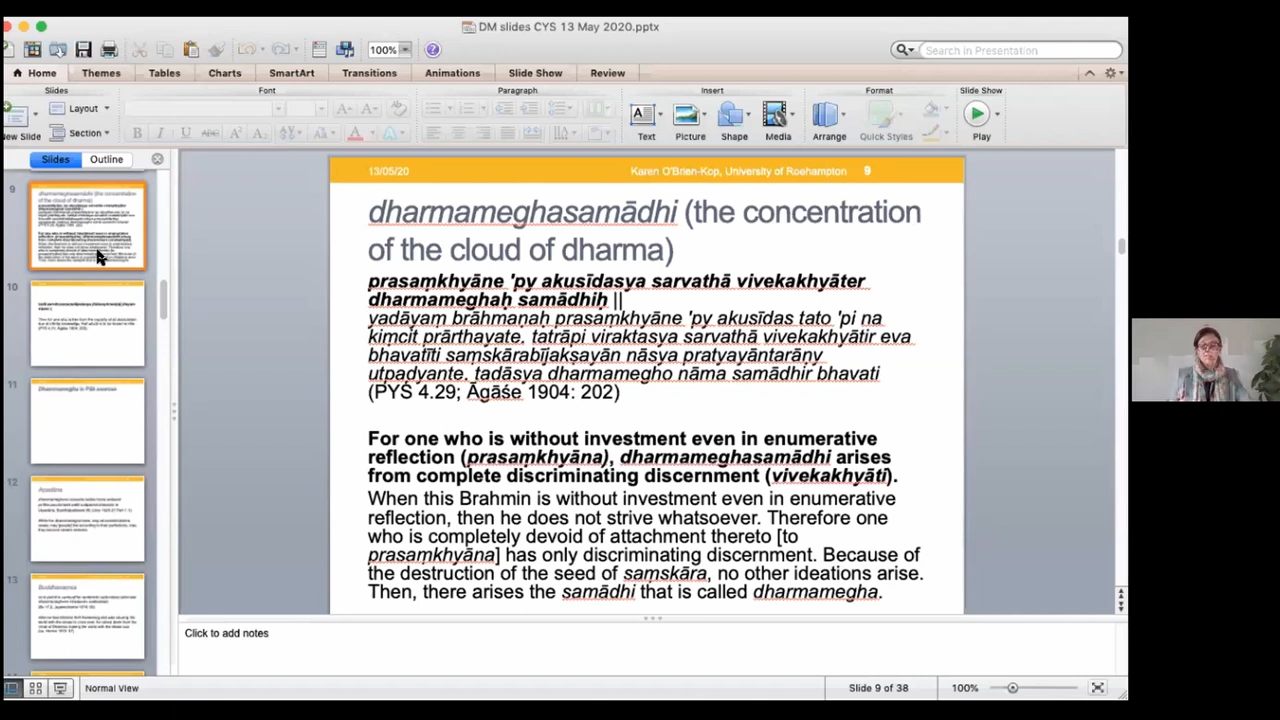 DM slides CYS 13 May 2020.pptx
100%
Search in Presentation
Home Themes Tables Charts SmartArt Transitions Animations Slide Show Review
Slides Font Paragraph Insert Format Slide Show
Layout
Section
New Slide
Text Picture Shape Media Arrange Quick Styles Play
Slides Outline
9
10
11
12
13
Dharmamegha in Pāli sources
Apadāna
Buddhavaṃsa
13/05/20 Karen O'Brien-Kop, University of Roehampton 9
dharmameghasamādhi (the concentration
of the cloud of dharma)
prasaṃkhyāne 'py akusīdasya sarvathā vivekakhyāter
dharmameghaḥ samādhiḥ ||
yadāyaṃ brāhmaṇaḥ prasaṃkhyāne 'py akusīdas tato 'pi na
kiṃcit prārthayate. tatrāpi viraktasya sarvathā vivekakhyātir eva
bhavatīti saṃskārabījakṣayān nāsya pratyayāntarāṇy
utpadyante. tadāsya dharmamegho nāma samādhir bhavati
(PYŚ 4.29; Āgāśe 1904: 202)
For one who is without investment even in enumerative
reflection (prasaṃkhyāna), dharmameghasamādhi arises
from complete discriminating discernment (vivekakhyāti).
When this Bramin is without investment even in enumerative
reflection, then he does not strive whatsoever. Therefore one
who is completely devoid of attachment thereto [to
prasaṃkhyāna] has only discriminating discernment. Because of
the destruction of the seed of saṃskāra, no other ideations arise.
Then, there arises the samādhi that is called dharmamegha.
Click to add notes
Normal View Slide 9 of 38 100%